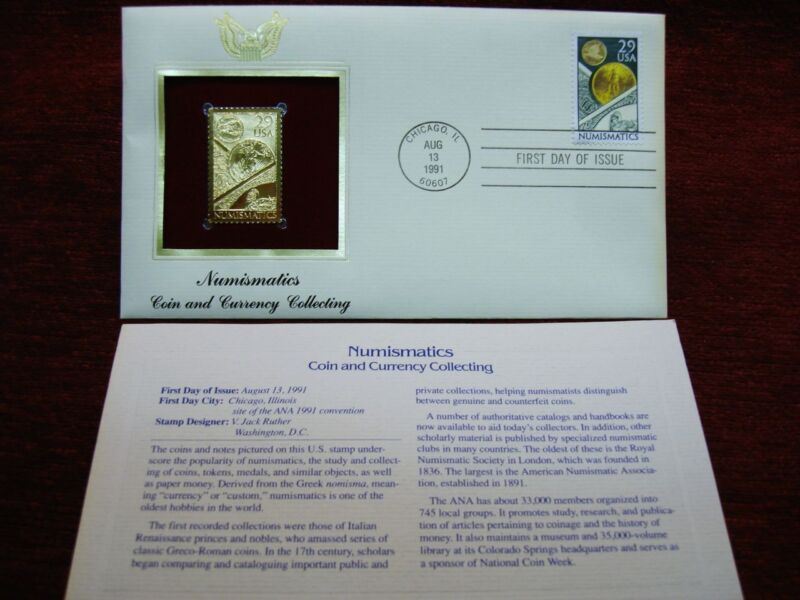 29
USA
NUMISMATICS
29
USA
NUMISMATICS
CHICAGO, IL
AUG
13
1991
60607
FIRST DAY OF ISSUE
Numismatics
Coin and Currency Collecting
Numismatics
Coin and Currency Collecting
First Day of Issue: August 13, 1991
First Day City: Chicago, Illinois
site of the ANA 1991 convention
Stamp Designer: V. Jack Ruther
Washington, D.C.
The coins and notes pictured on this U.S. stamp under-
score the popularity of numismatics, the study and collect-
ing of coins, tokens, medals, and similar objects, as well
as paper money. Derived from the Greek nomisma, mean-
ing "currency" or "custom," numismatics is one of the
oldest hobbies in the world.
The first recorded collections were those of Italian
Renaissance princes and nobles, who amassed series of
classic Greco-Roman coins. In the 17th century, scholars
began comparing and cataloguing important public and
private collections, helping numismatists distinguish
between genuine and counterfeit coins.
A number of authoritative catalogs and handbooks are
now available to aid today's collectors. In addition, other
scholarly material is published by specialized numismatic
clubs in many countries. The oldest of these is the Royal
Numismatic Society in London, which was founded in
1836. The largest is the American Numismatic Associa-
tion, established in 1891.
The ANA has about 33,000 members organized into
745 local groups. It promotes study, research, and publica-
tion of articles pertaining to coinage and the history of
money. It also maintains a museum and 35,000-volume
library at its Colorado Springs headquarters and serves as
a sponsor of National Coin Week.